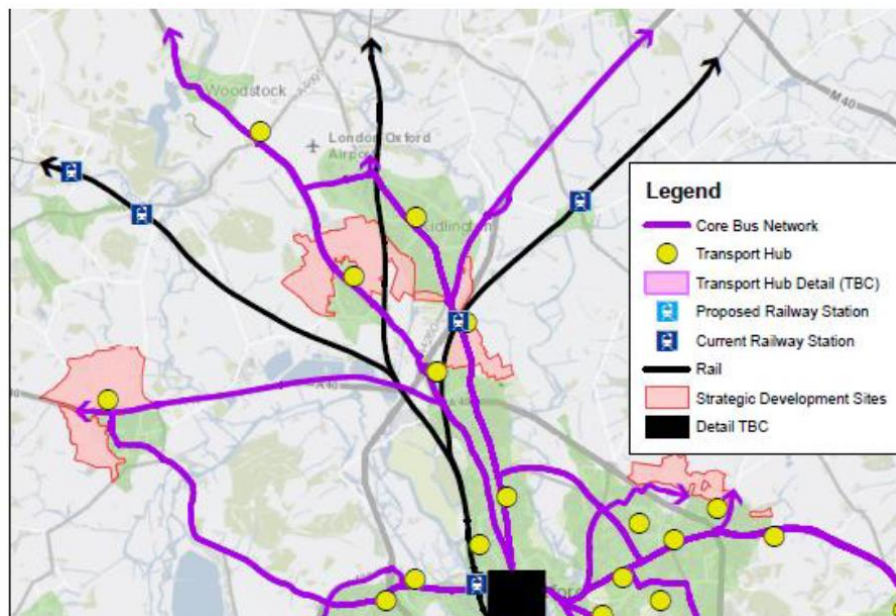 Woodstock
London Oxford
Airport
M40
Kidlington
A40
Legend
Core Bus Network
Transport Hub
Transport Hub Detail (TBC)
Proposed Railway Station
Current Railway Station
Rail
Strategic Development Sites
Detail TBC